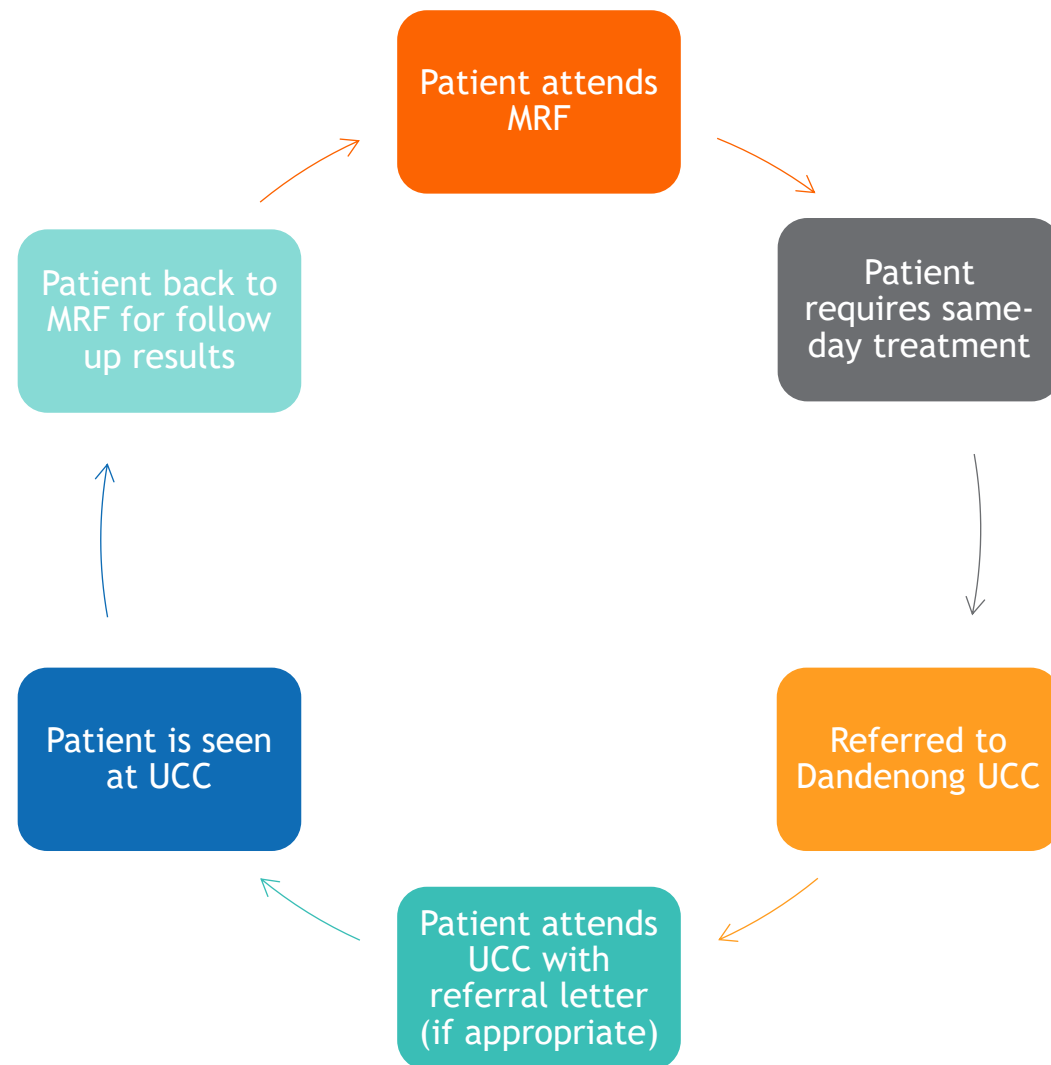 Patient attends
MRF
Patient
requires same-
day treatment
Referred to
Dandenong UCC
Patient attends
UCC with
referral letter
(if appropriate)
Patient is seen
at UCC
Patient back to
MRF for follow
up results